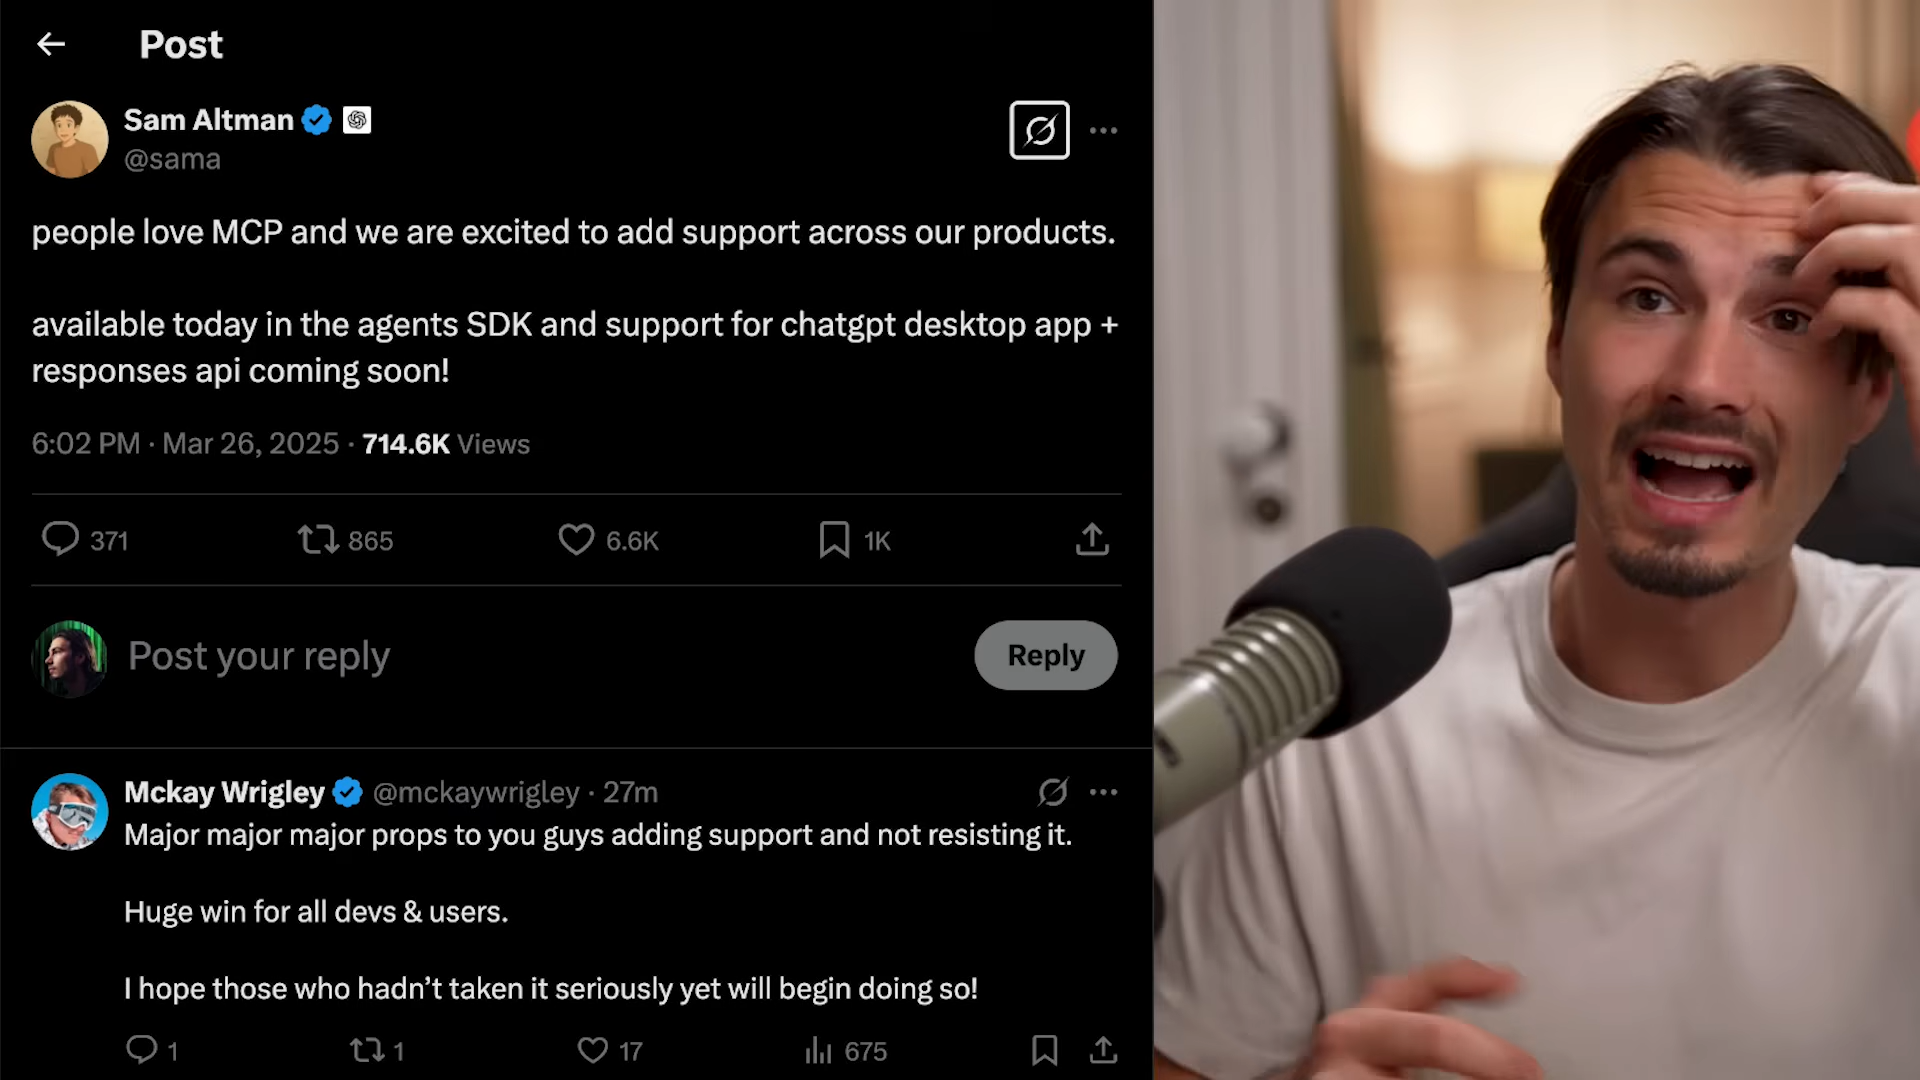 Post
Sam Altman
@sama
people love MCP and we are excited to add support across our products.
available today in the agents SDK and support for chatgpt desktop app +
responses api coming soon!
6:02 PM · Mar 26, 2025 · 714.6K Views
371 865 6.6K 1K
Post your reply
Reply
Mckay Wrigley @mckaywrigley · 27m
Major major major props to you guys adding support and not resisting it.
Huge win for all devs & users.
I hope those who hadn't taken it seriously yet will begin doing so!
1 1 17 675